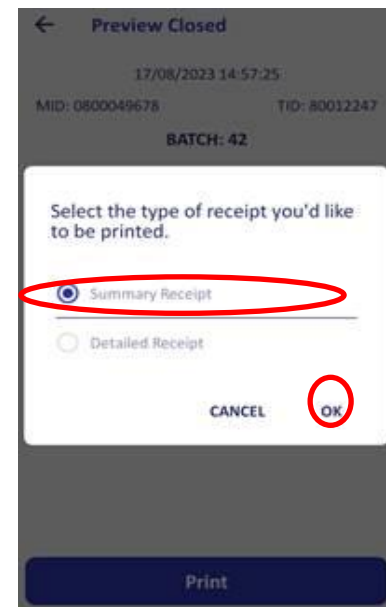 Preview Closed
17/08/2023 14:57:25
MID: 0800049678 TID: 80012247
BATCH: 42
Select the type of receipt you'd like
to be printed.
Summary Receipt
Detailed Receipt
CANCEL OK
Print